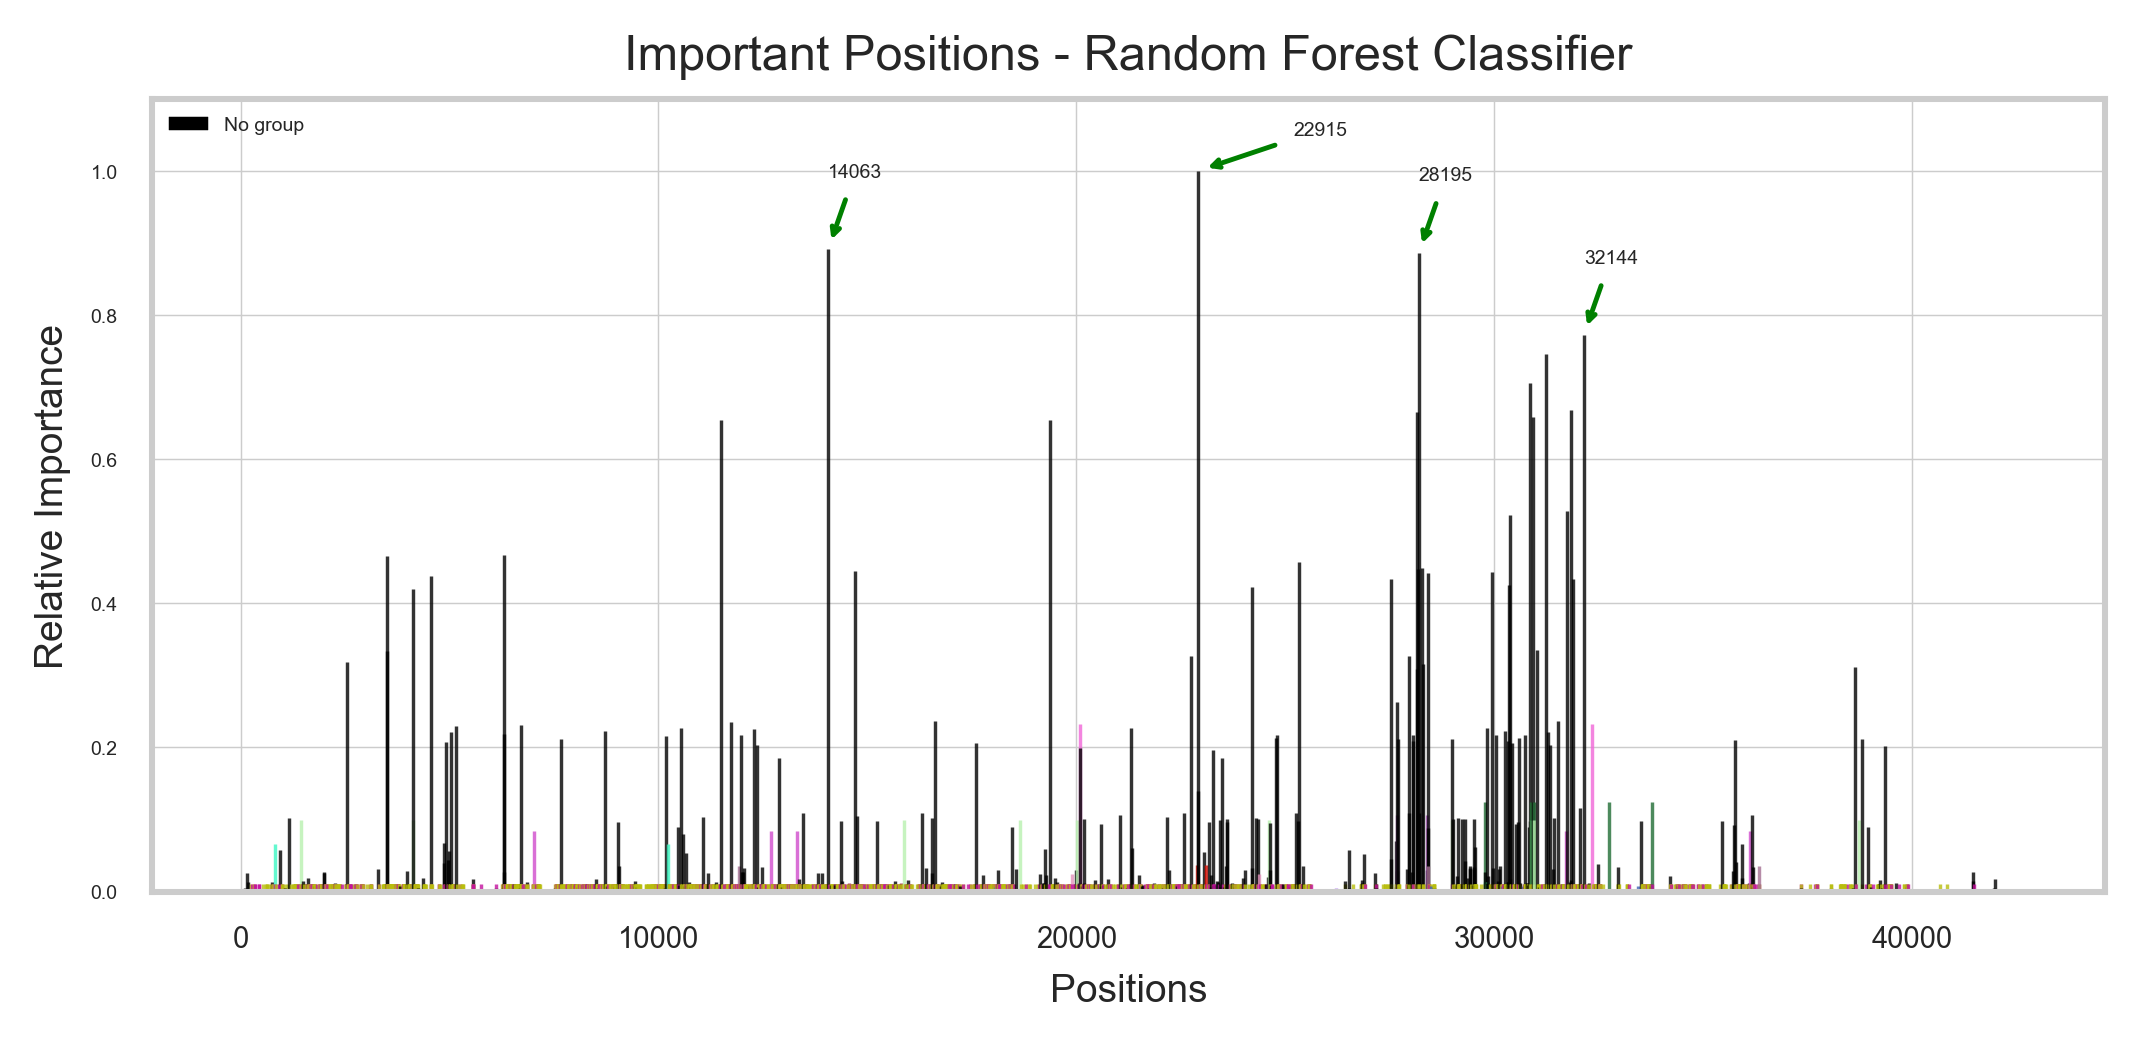 Important Positions - Random Forest Classifier
No group
22915
14063
28195
32144
1.0
0.8
0.6
0.4
0.2
0.0
Relative Importance
0 10000 20000 30000 40000
Positions